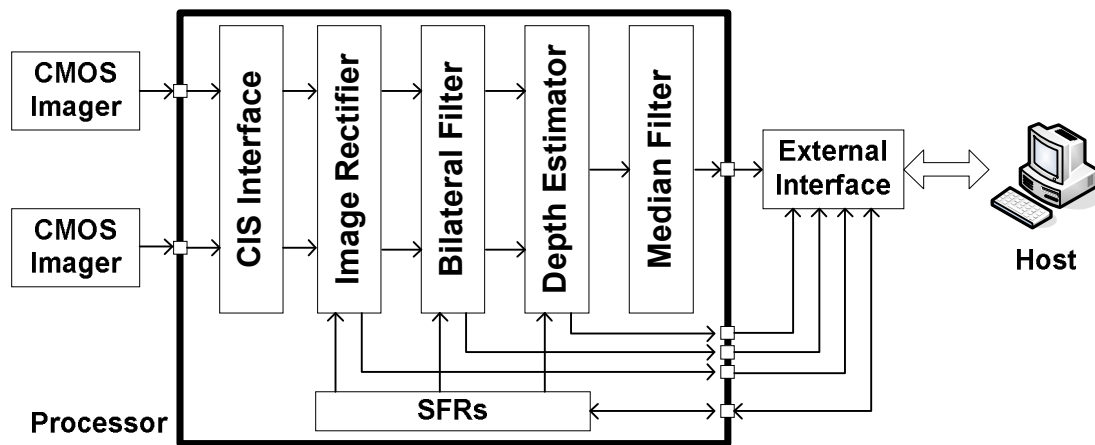 CMOS
Imager
CMOS
Imager
CIS Interface
Image Rectifier
Bilateral Filter
Depth Estimator
Median Filter
External
Interface
Host
SFRs
Processor